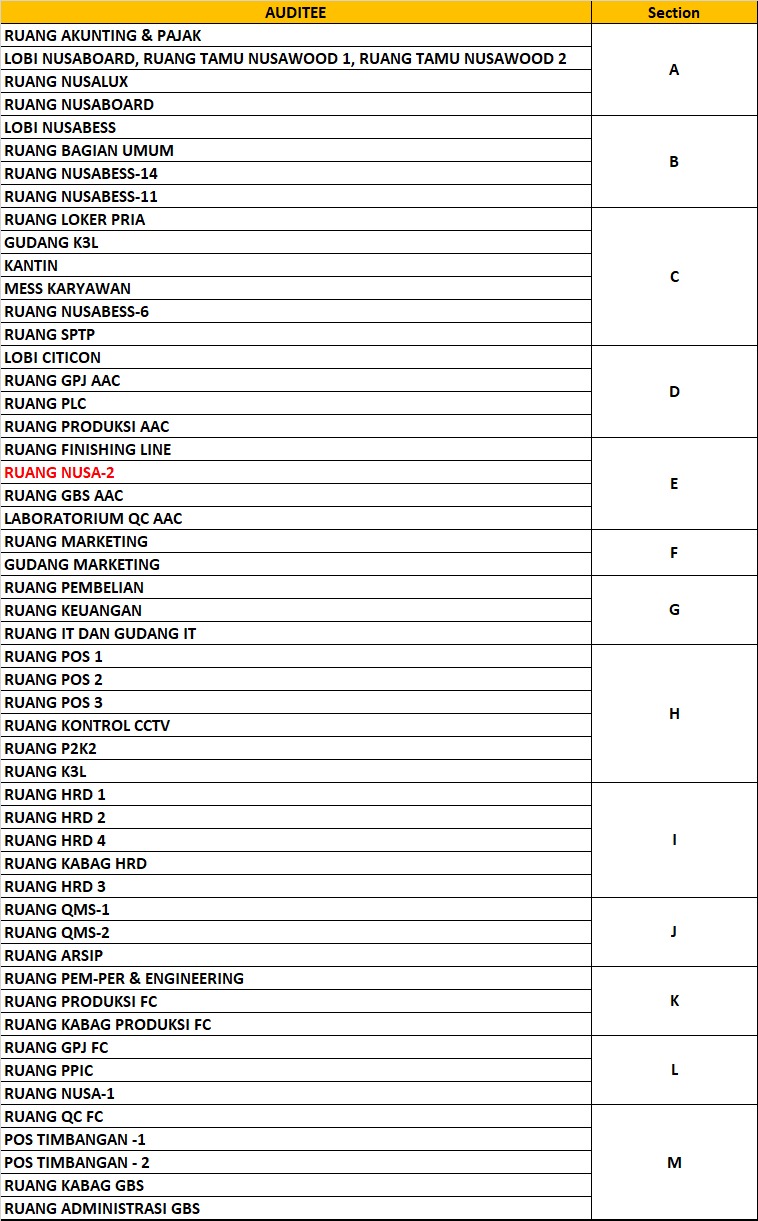 AUDITEE Section
RUANG AKUNTING & PAJAK
LOBI NUSABOARD, RUANG TAMU NUSAWOOD 1, RUANG TAMU NUSAWOOD 2
A
RUANG NUSALUX
RUANG NUSABOARD
LOBI NUSABESS
RUANG BAGIAN UMUM
B
RUANG NUSABESS-14
RUANG NUSABESS-11
RUANG LOKER PRIA
GUDANG K3L
KANTIN
C
MESS KARYAWAN
RUANG NUSABESS-6
RUANG SPTP
LOBI CITICON
RUANG GPJ AAC
D
RUANG PLC
RUANG PRODUKSI AAC
RUANG FINISHING LINE
RUANG NUSA-2
E
RUANG GBS AAC
LABORATORIUM QC AAC
RUANG MARKETING
F
GUDANG MARKETING
RUANG PEMBELIAN
RUANG KEUANGAN G
RUANG IT DAN GUDANG IT
RUANG POS 1
RUANG POS 2
RUANG POS 3
H
RUANG KONTROL CCTV
RUANG P2K2
RUANG K3L
RUANG HRD 1
RUANG HRD 2
RUANG HRD 4 I
RUANG KABAG HRD
RUANG HRD 3
RUANG QMS-1
RUANG QMS-2 J
RUANG ARSIP
RUANG PEM-PER & ENGINEERING
RUANG PRODUKSI FC K
RUANG KABAG PRODUKSI FC
RUANG GPJ FC
RUANG PPIC L
RUANG NUSA-1
RUANG QC FC
POS TIMBANGAN -1
POS TIMBANGAN - 2 M
RUANG KABAG GBS
RUANG ADMINISTRASI GBS